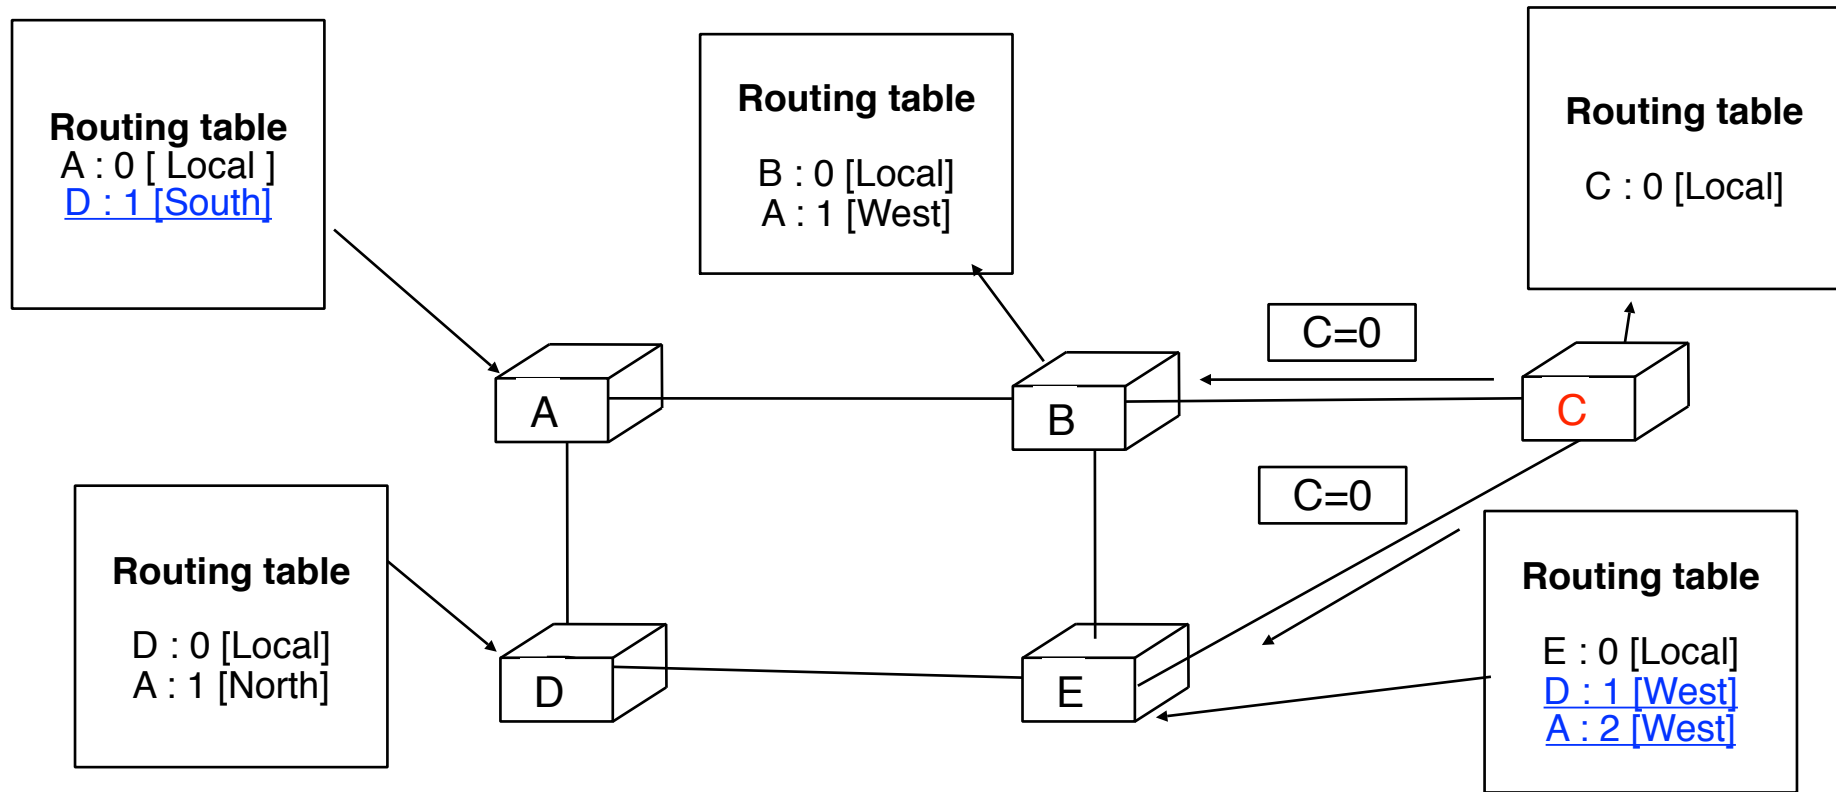 Routing table
A : 0 [ Local ]
D : 1 [South]
Routing table
B : 0 [Local]
A : 1 [West]
Routing table
C : 0 [Local]
C=0
A
B
C
C=0
Routing table
D : 0 [Local]
A : 1 [North]
Routing table
E : 0 [Local]
D : 1 [West]
A : 2 [West]
D
E